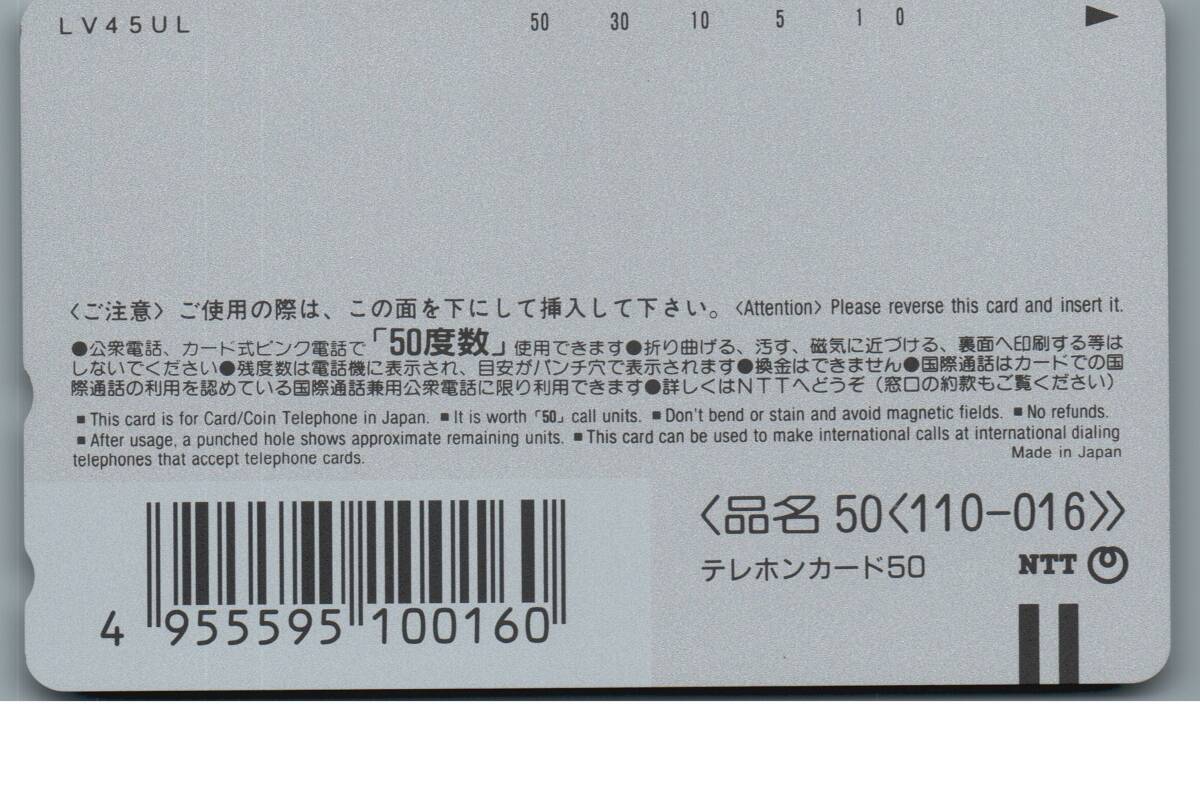 LV45UL 50 30 10 5 1 0 ▶
〈ご注意〉ご使用の際は、この面を下にして挿入して下さい。〈Attention〉Please reverse this card and insert it.
●公衆電話、カード式ピンク電話で「50度数」使用できます●折り曲げる、汚す、磁気に近づける、裏面へ印刷する等は
しないでください●残度数は電話機に表示され、目安がパンチ穴で表示されます●換金はできません●国際通話はカードでの国
際通話の利用を認めている国際通話兼用公衆電話に限り利用できます●詳しくはNTTへどうぞ（窓口の約款もご覧ください）
■This card is for Card/Coin Telephone in Japan. ■It is worth「50」call units. ■Don't bend or stain and avoid magnetic fields. ■No refunds.
■After usage, a punched hole shows approximate remaining units. ■This card can be used to make international calls at international dialing
telephones that accept telephone cards.
Made in Japan
〈品名 50〈110-016〉〉
テレホンカード50
NTT
4 955595 100160